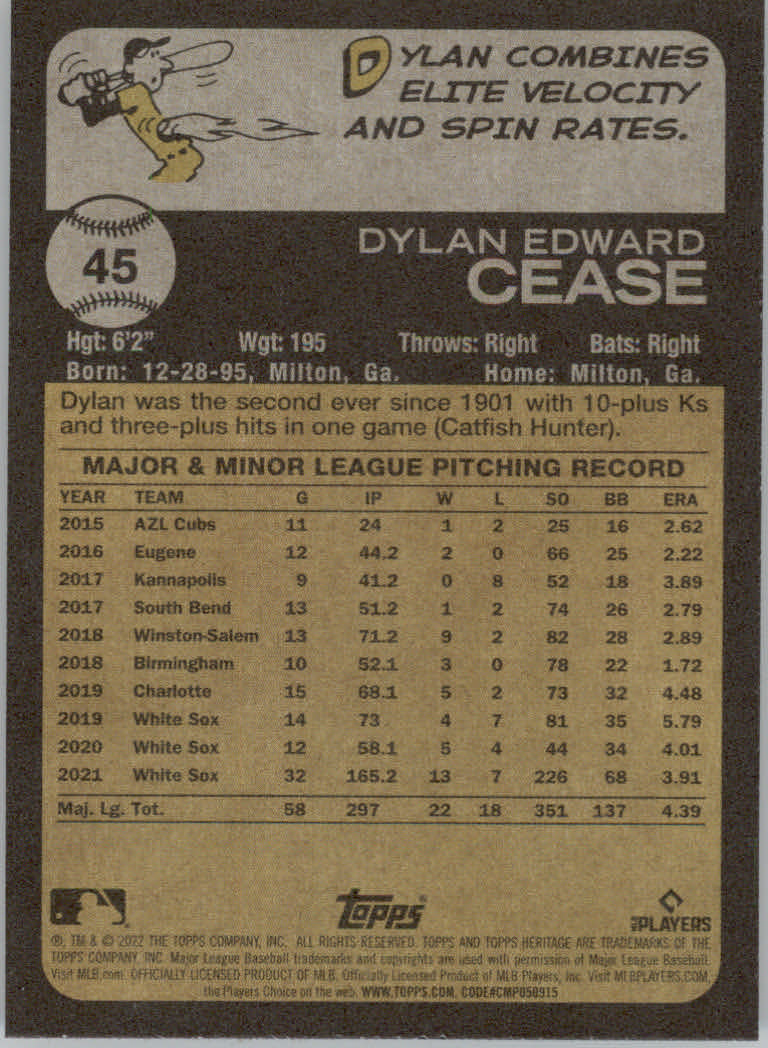 DYLAN COMBINES
ELITE VELOCITY
AND SPIN RATES.
45
DYLAN EDWARD
CEASE
Hgt: 6'2" Wgt: 195 Throws: Right Bats: Right
Born: 12-28-95, Milton, Ga. Home: Milton, Ga.
Dylan was the second ever since 1901 with 10-plus Ks
and three-plus hits in one game (Catfish Hunter).
MAJOR & MINOR LEAGUE PITCHING RECORD
YEAR TEAM G IP W L SO BB ERA
2015 AZL Cubs 11 24 1 2 25 16 2.62
2016 Eugene 12 44.2 2 0 66 25 2.22
2017 Kannapolis 9 41.2 0 8 52 18 3.89
2017 South Bend 13 51.2 1 2 74 26 2.79
2018 Winston-Salem 13 71.2 9 2 82 28 2.89
2018 Birmingham 10 52.1 3 0 78 22 1.72
2019 Charlotte 15 68.1 5 2 73 32 4.48
2019 White Sox 14 73 4 7 81 35 5.79
2020 White Sox 12 58.1 5 4 44 34 4.01
2021 White Sox 32 165.2 13 7 226 68 3.91
Maj. Lg. Tot. 58 297 22 18 351 137 4.39
Topps®
MLB PLAYERS
®, TM & © 2022 THE TOPPS COMPANY, INC. ALL RIGHTS RESERVED. TOPPS AND TOPPS HERITAGE ARE TRADEMARKS OF THE
TOPPS COMPANY, INC. Major League Baseball trademarks and copyrights are used with permission of Major League Baseball.
Visit MLB.com. OFFICIALLY LICENSED PRODUCT OF MLB. Officially Licensed Product of MLB Players, Inc. Visit MLBPLAYERS.COM,
the Players Choice on the web. WWW.TOPPS.COM. CODE#CMP050915